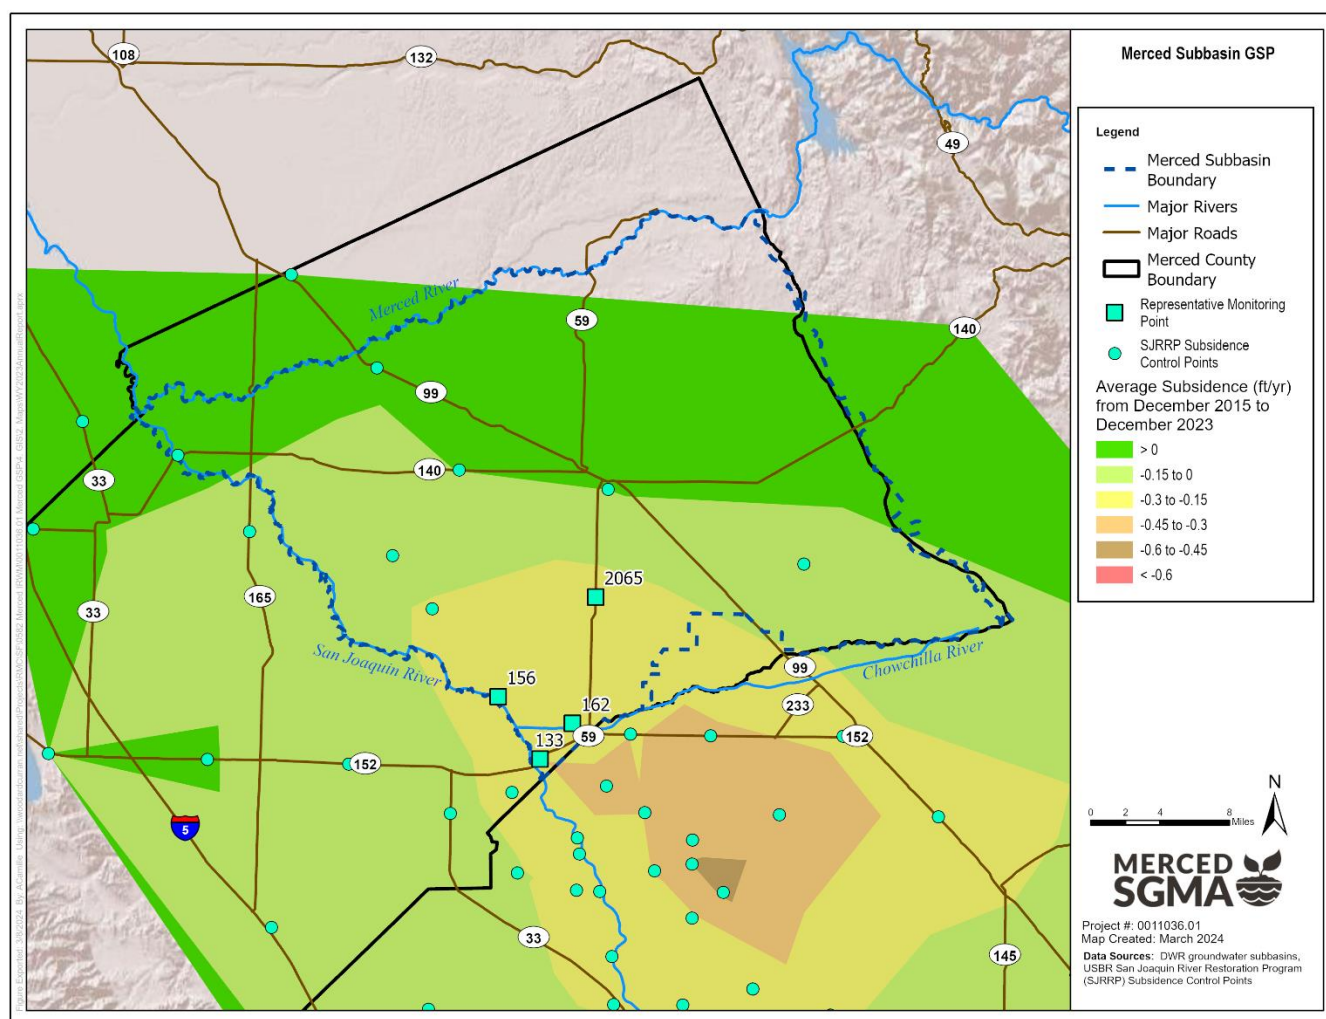 Merced Subbasin GSP
Legend
Merced Subbasin
Boundary
Major Rivers
Major Roads
Merced County
Boundary
Representative Monitoring
Point
SJRRP Subsidence
Control Points
Average Subsidence (ft/yr)
from December 2015 to
December 2023
> 0
-0.15 to 0
-0.3 to -0.15
-0.45 to -0.3
-0.6 to -0.45
< -0.6
108
132
49
Merced River
59
140
99
33
140
165
33
2065
San Joaquin River
156
162
133
59
99
Chowchilla River
233
152
152
5
33
145
N
0 2 4 8
Miles
MERCED
SGMA
Project #: 0011036.01
Map Created: March 2024
Data Sources: DWR groundwater subbasins,
USBR San Joaquin River Restoration Program
(SJRRP) Subsidence Control Points